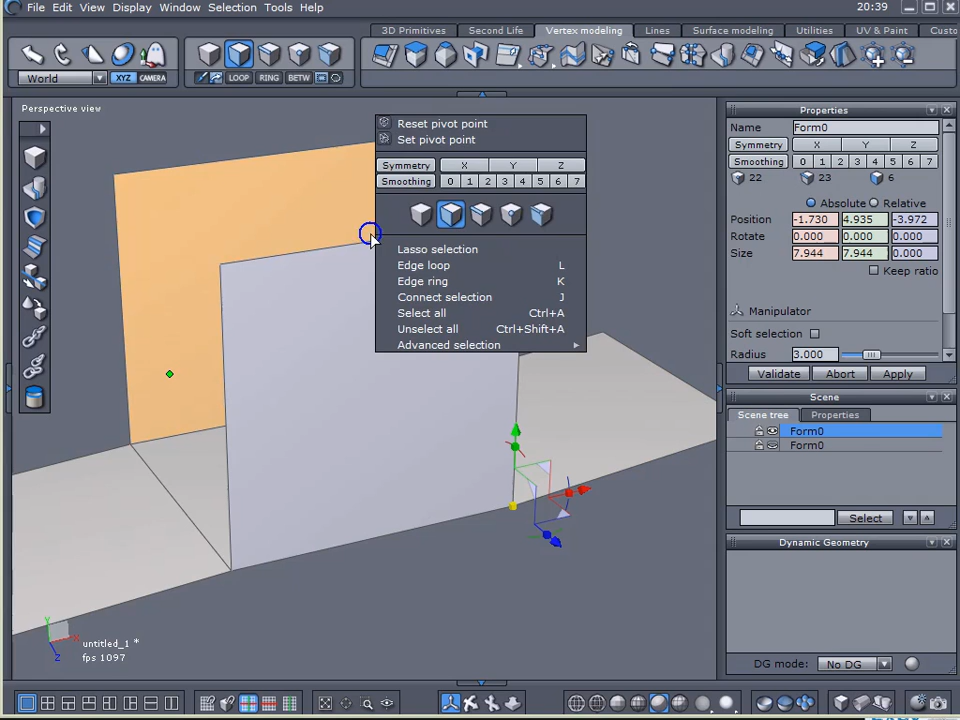 File Edit View Display Window Selection Tools Help 20:39
3D Primitives Second Life Vertex modeling Lines Surface modeling Utilities UV & Paint Custo
World XYZ CAMERA LOOP RING BETW
Perspective view
Reset pivot point
Set pivot point
Symmetry X Y Z
Smoothing 0 1 2 3 4 5 6 7
Lasso selection
Edge loop L
Edge ring K
Connect selection J
Select all Ctrl+A
Unselect all Ctrl+Shift+A
Advanced selection
Properties
Name Form0
Symmetry X Y Z
Smoothing 0 1 2 3 4 5 6 7
22 23 6
Absolute Relative
Position -1.730 4.935 -3.972
Rotate 0.000 0.000 0.000
Size 7.944 7.944 0.000
Keep ratio
Manipulator
Soft selection
Radius 3.000
Validate Abort Apply
Scene
Scene tree Properties
Form0
Form0
Select
Dynamic Geometry
DG mode: No DG
y x z
untitled_1 *
fps 1097